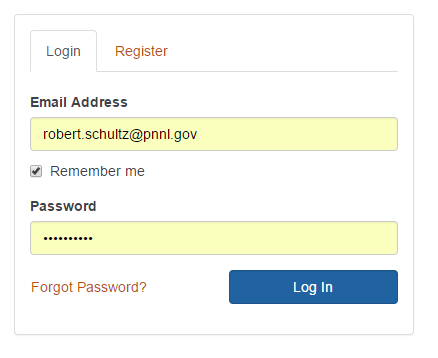 Login Register
Email Address
robert.schultz@pnnl.gov
Remember me
Password
••••••••••
Forgot Password? Log In